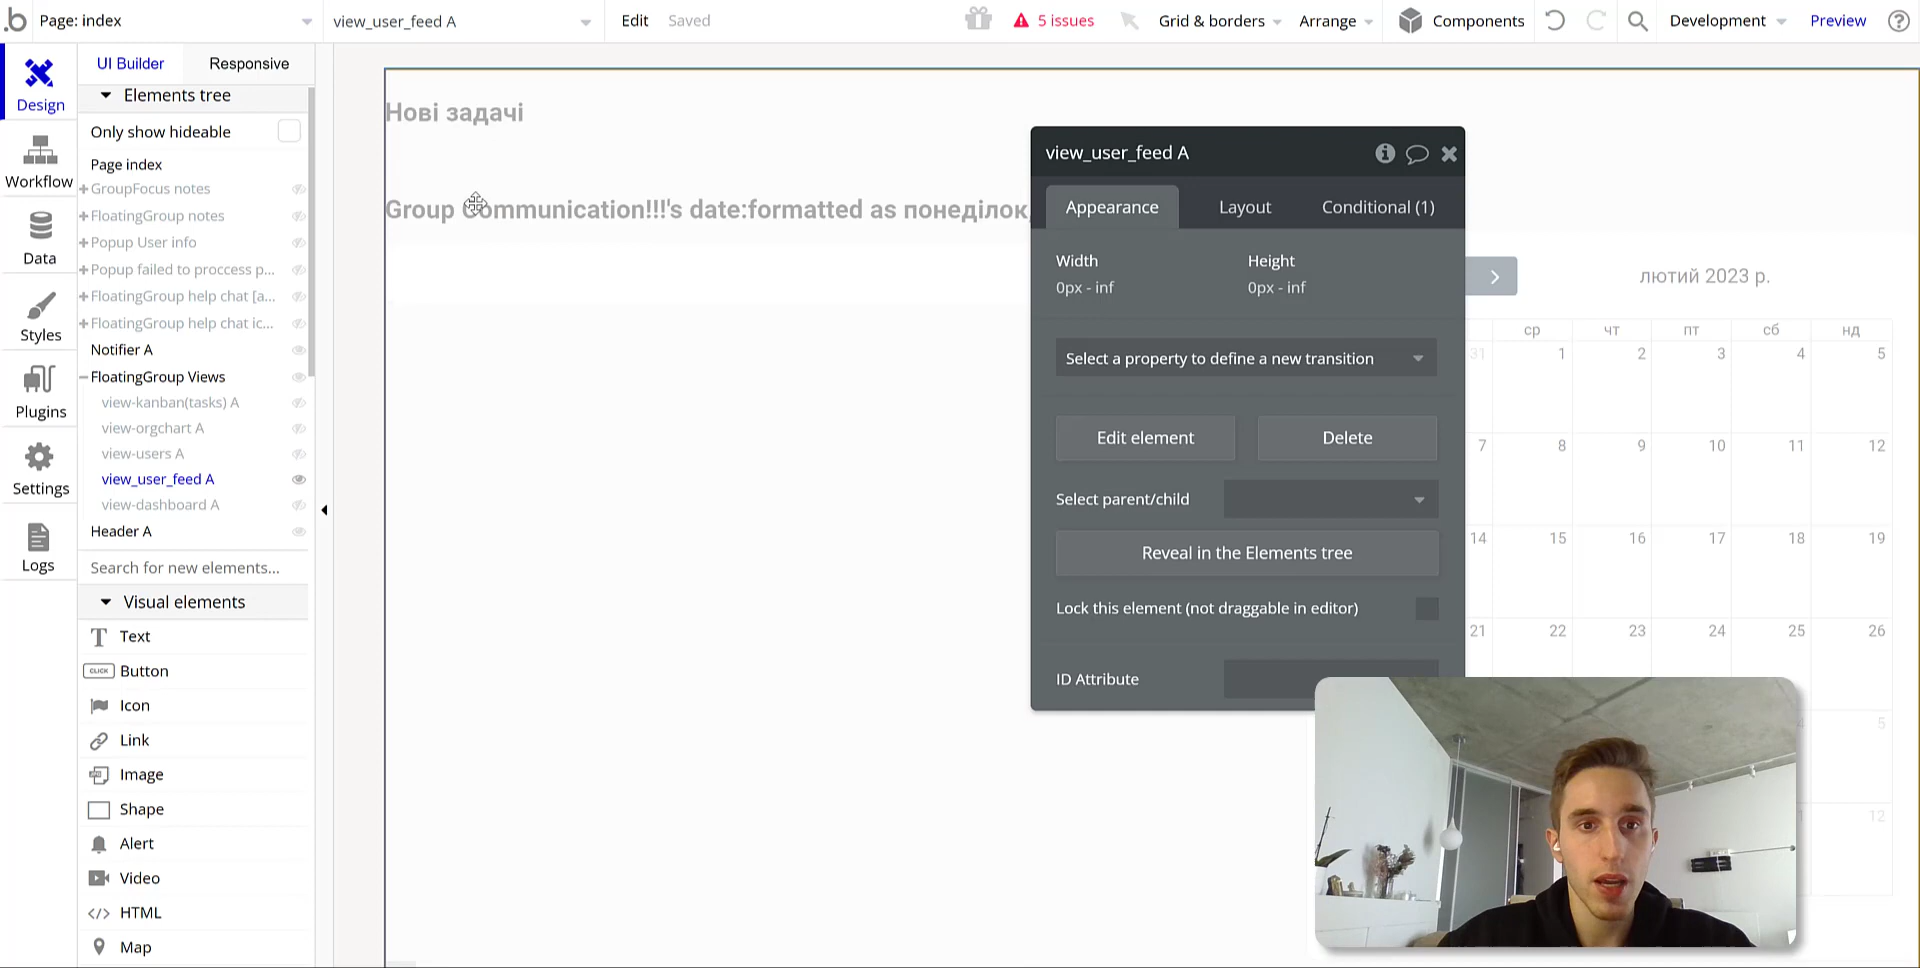 Page: index
view_user_feed A
Edit
Saved
5 issues
Grid & borders
Arrange
Components
Development
Preview
UI Builder
Responsive
Design
Workflow
Data
Styles
Plugins
Settings
Logs
Elements tree
Only show hideable
Page index
GroupFocus notes
FloatingGroup notes
Popup User info
Popup failed to proccess p...
FloatingGroup help chat [a...
FloatingGroup help chat ic...
Notifier A
FloatingGroup Views
view-kanban(tasks) A
view-orgchart A
view-users A
view_user_feed A
view-dashboard A
Header A
Search for new elements...
Visual elements
Text
CLICK Button
Icon
Link
Image
Shape
Alert
Video
HTML
Map
Нові задачі
Group Communication!!!'s date:formatted as понеділок,
view_user_feed A
Appearance
Layout
Conditional (1)
Width
Height
0px - inf
0px - inf
Select a property to define a new transition
Edit element
Delete
Select parent/child
Reveal in the Elements tree
Lock this element (not draggable in editor)
ID Attribute
лютий 2023 р.
ср чт пт сб нд
31 1 2 3 4 5
7 8 9 10 11 12
14 15 16 17 18 19
21 22 23 24 25 26
5
12